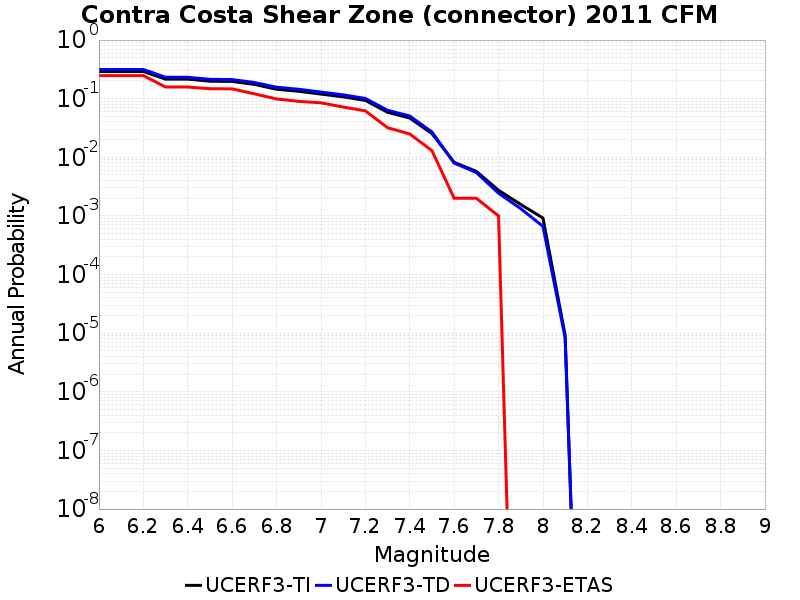 Contra Costa Shear Zone (connector) 2011 CFM
Annual Probability
10^0
10^-1
10^-2
10^-3
10^-4
10^-5
10^-6
10^-7
10^-8
6 6.2 6.4 6.6 6.8 7 7.2 7.4 7.6 7.8 8 8.2 8.4 8.6 8.8 9
Magnitude
UCERF3-TI UCERF3-TD UCERF3-ETAS